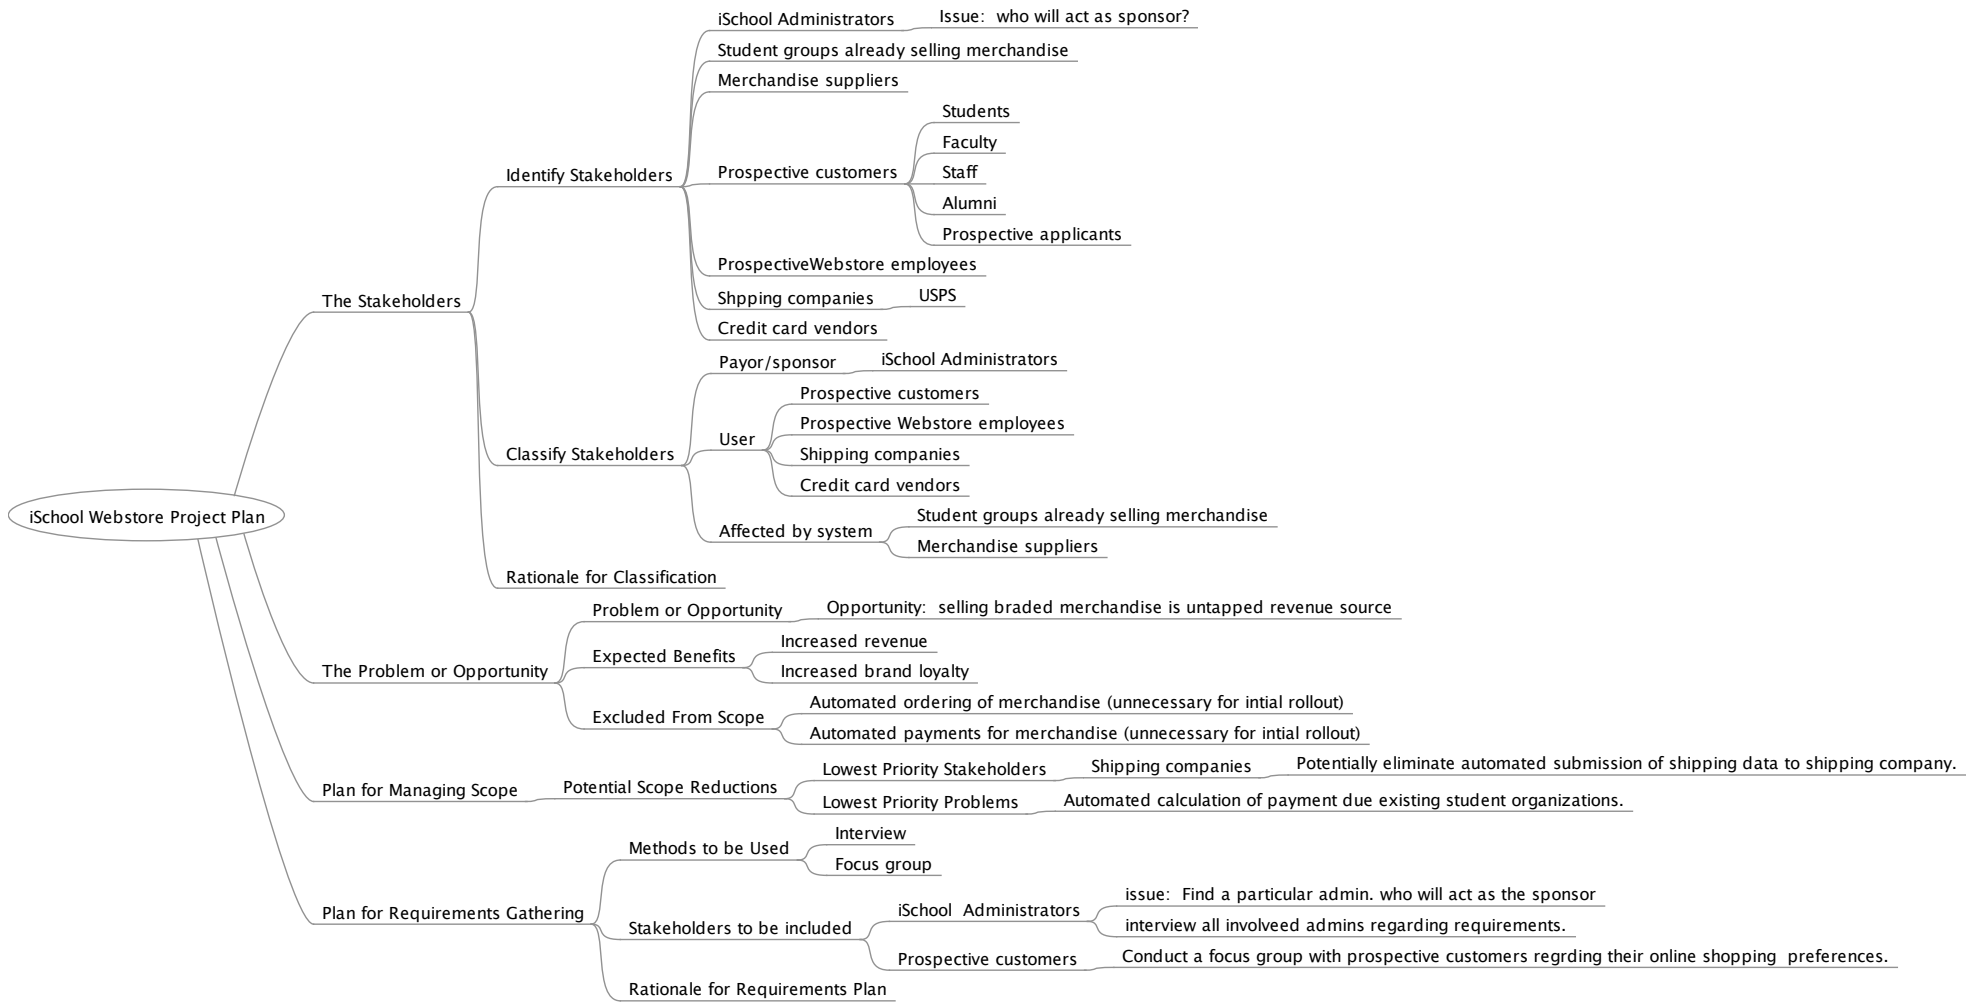 iSchool Webstore Project Plan
The Stakeholders
Identify Stakeholders
iSchool Administrators
Issue:  who will act as sponsor?
Student groups already selling merchandise
Merchandise suppliers
Prospective customers
Students
Faculty
Staff
Alumni
Prospective applicants
ProspectiveWebstore employees
Shpping companies
USPS
Credit card vendors
Classify Stakeholders
Payor/sponsor
iSchool Administrators
User
Prospective customers
Prospective Webstore employees
Shipping companies
Credit card vendors
Affected by system
Student groups already selling merchandise
Merchandise suppliers
Rationale for Classification
The Problem or Opportunity
Problem or Opportunity
Opportunity:  selling braded merchandise is untapped revenue source
Expected Benefits
Increased revenue
Increased brand loyalty
Excluded From Scope
Automated ordering of merchandise (unnecessary for intial rollout)
Automated payments for merchandise (unnecessary for intial rollout)
Plan for Managing Scope
Potential Scope Reductions
Lowest Priority Stakeholders
Shipping companies
Potentially eliminate automated submission of shipping data to shipping company.
Lowest Priority Problems
Automated calculation of payment due existing student organizations.
Plan for Requirements Gathering
Methods to be Used
Interview
Focus group
Stakeholders to be included
iSchool  Administrators
issue:  Find a particular admin. who will act as the sponsor
interview all involveed admins regarding requirements.
Prospective customers
Conduct a focus group with prospective customers regrding their online shopping  preferences.
Rationale for Requirements Plan